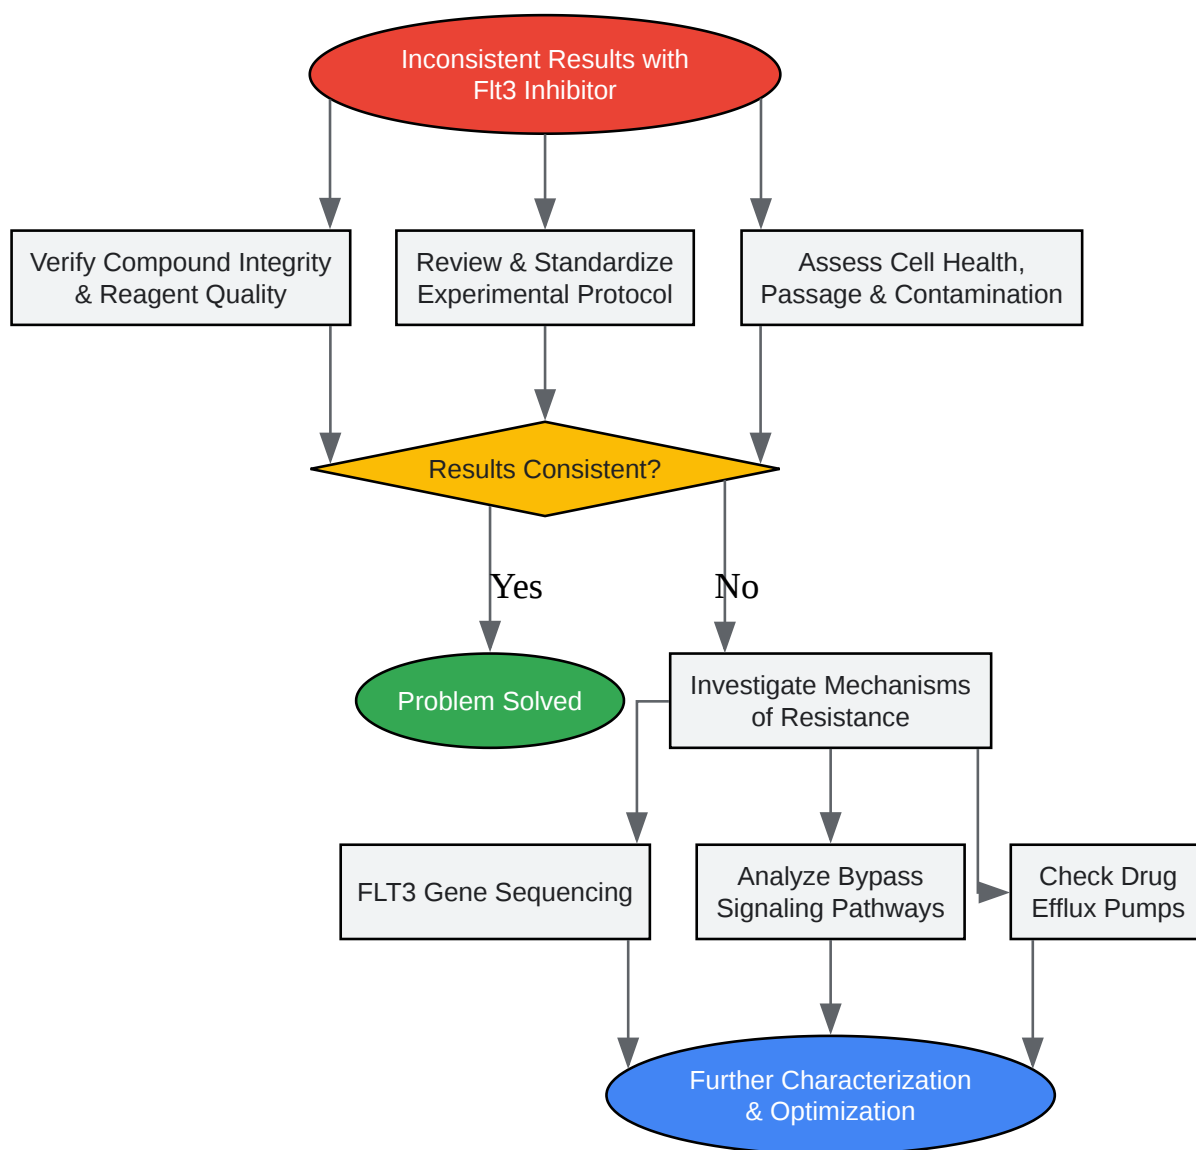 Inconsistent Results with
Flt3 Inhibitor
Verify Compound Integrity
& Reagent Quality
Review & Standardize
Experimental Protocol
Assess Cell Health,
Passage & Contamination
Results Consistent?
Yes
No
Problem Solved
Investigate Mechanisms
of Resistance
FLT3 Gene Sequencing
Analyze Bypass
Signaling Pathways
Check Drug
Efflux Pumps
Further Characterization
& Optimization